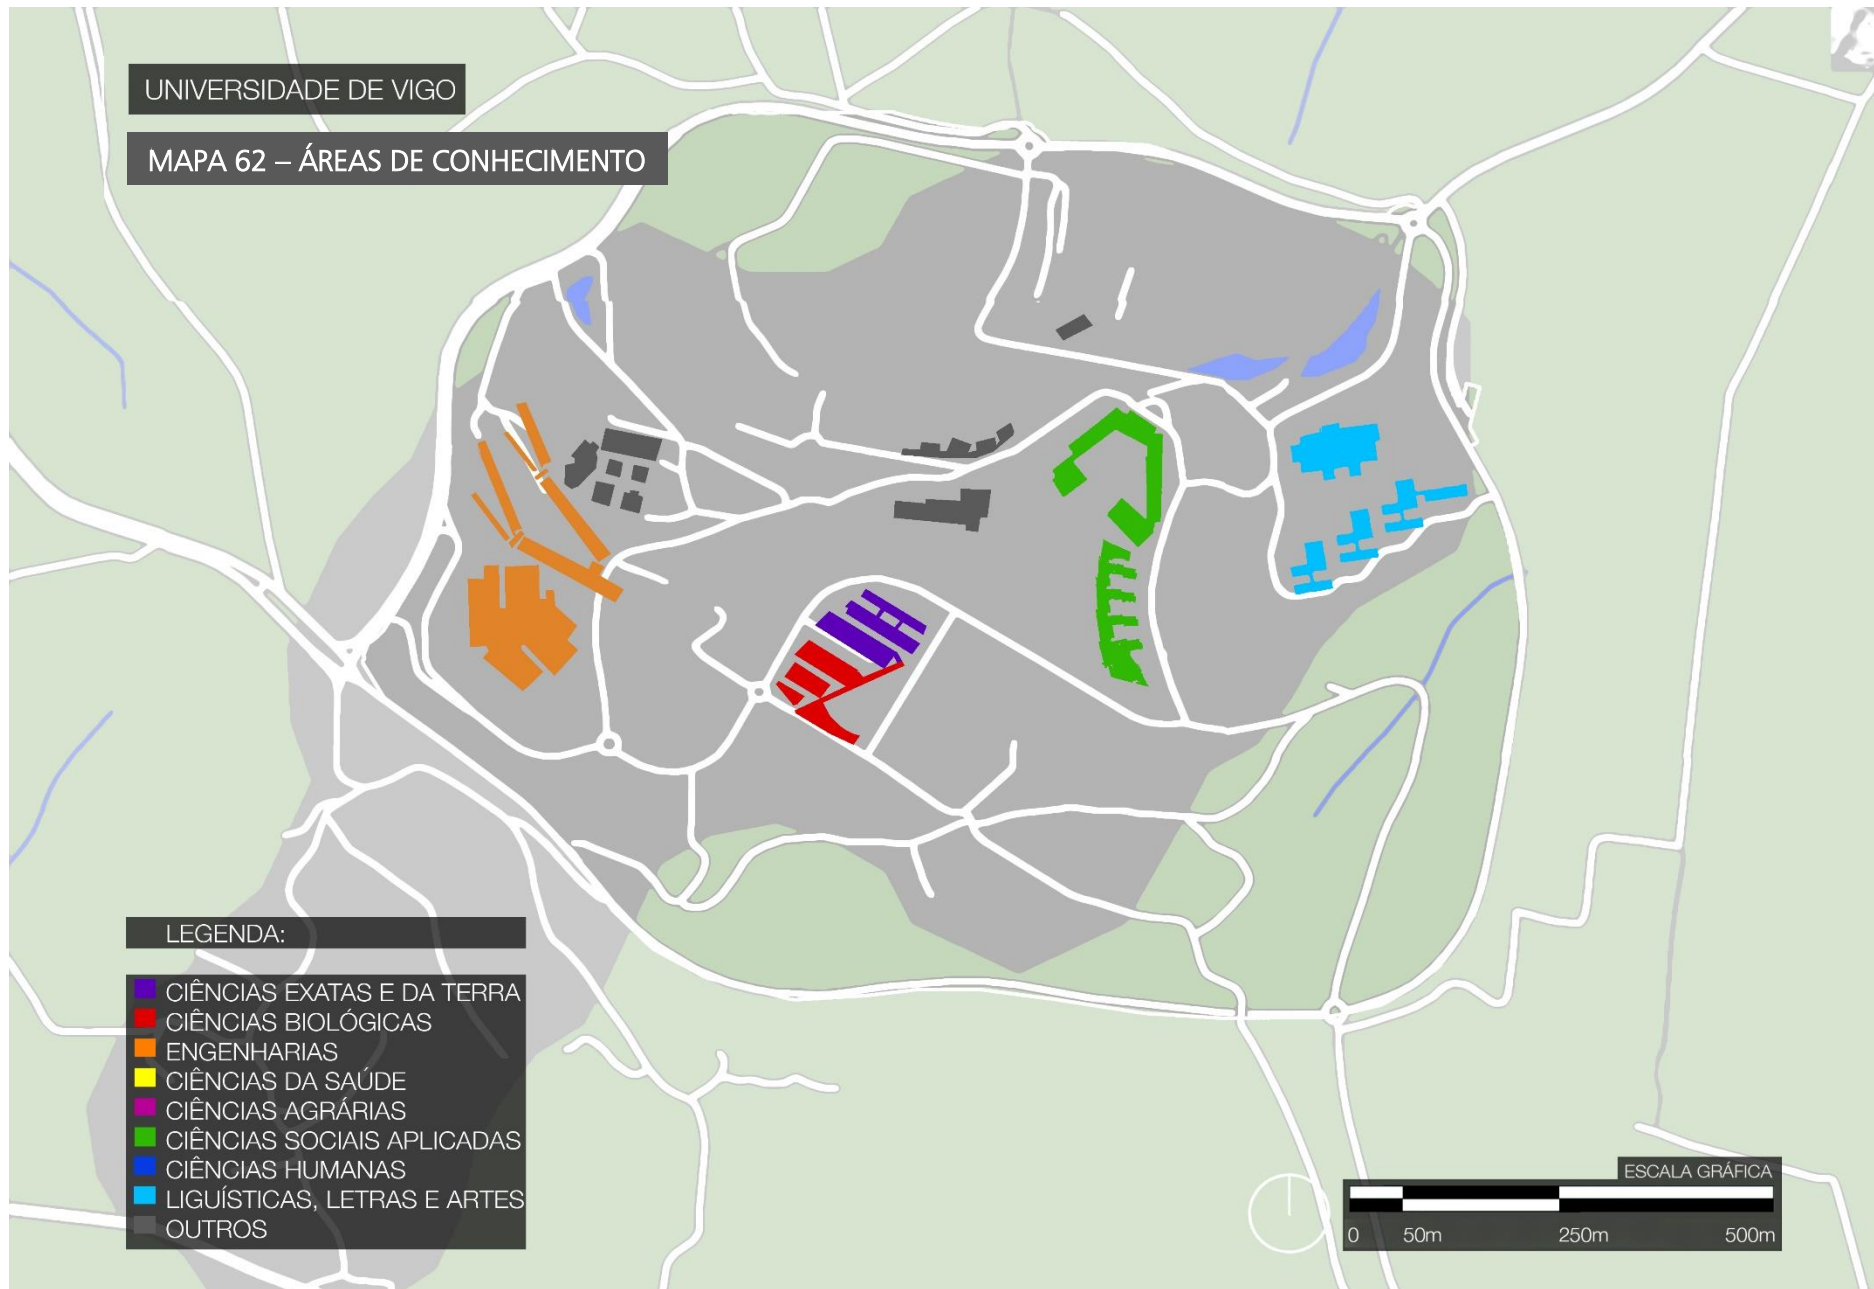 UNIVERSIDADE DE VIGO
MAPA 62 – ÁREAS DE CONHECIMENTO
LEGENDA:
CIÊNCIAS EXATAS E DA TERRA
CIÊNCIAS BIOLÓGICAS
ENGENHARIAS
CIÊNCIAS DA SAÚDE
CIÊNCIAS AGRÁRIAS
CIÊNCIAS SOCIAIS APLICADAS
CIÊNCIAS HUMANAS
LIGUÍSTICAS, LETRAS E ARTES
OUTROS
ESCALA GRÁFICA
0 50m 250m 500m